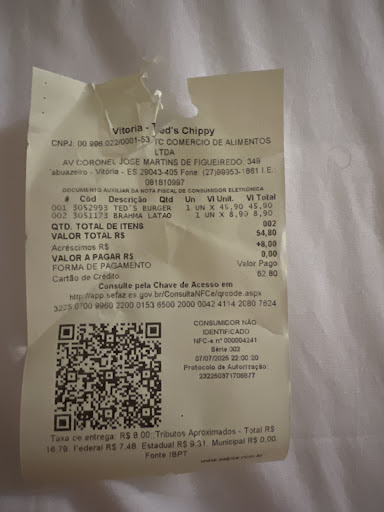 Vitoria - Ted's Chippy
CNPJ: 00.998.022/0001-53 TC COMERCIO DE ALIMENTOS
LTDA
AV CORONEL JOSE MARTINS DE FIGUEIREDO, 349
Tabuazeiro - Vitória - ES 29043-405 Fone: (27)99953-1881 I.E.
081810997
DOCUMENTO AUXILIAR DA NOTA FISCAL DE CONSUMIDOR ELETRÔNICA
# Cód Descrição Qtd Un Vl Unit. Vl Total
001 3052993 TED'S BURGER 1 UN X 45,90 45,90
002 3051173 BRAHMA LATAO 1 UN X 8,90 8,90
QTD. TOTAL DE ITENS 002
VALOR TOTAL R$ 54,80
Acréscimos R$ +8,00
VALOR A PAGAR R$ 0,00
FORMA DE PAGAMENTO Valor Pago
Cartão de Crédito 62,80
Consulte pela Chave de Acesso em
http://app.sefaz.es.gov.br/ConsultaNFCe/qrcode.aspx
3225 0700 9960 2200 0153 6500 2000 0042 4114 2080 7624
CONSUMIDOR NÃO
IDENTIFICADO
NFC-e nº 000004241
Série 002
07/07/2025 22:00:20
Protocolo de Autorização:
Taxa de entrega: R$ 8,00 ;Tributos Aproximados - Total R$
16.79, Federal R$ 7.48, Estadual R$ 9.31, Municipal R$ 0.00,
Fonte IBPT